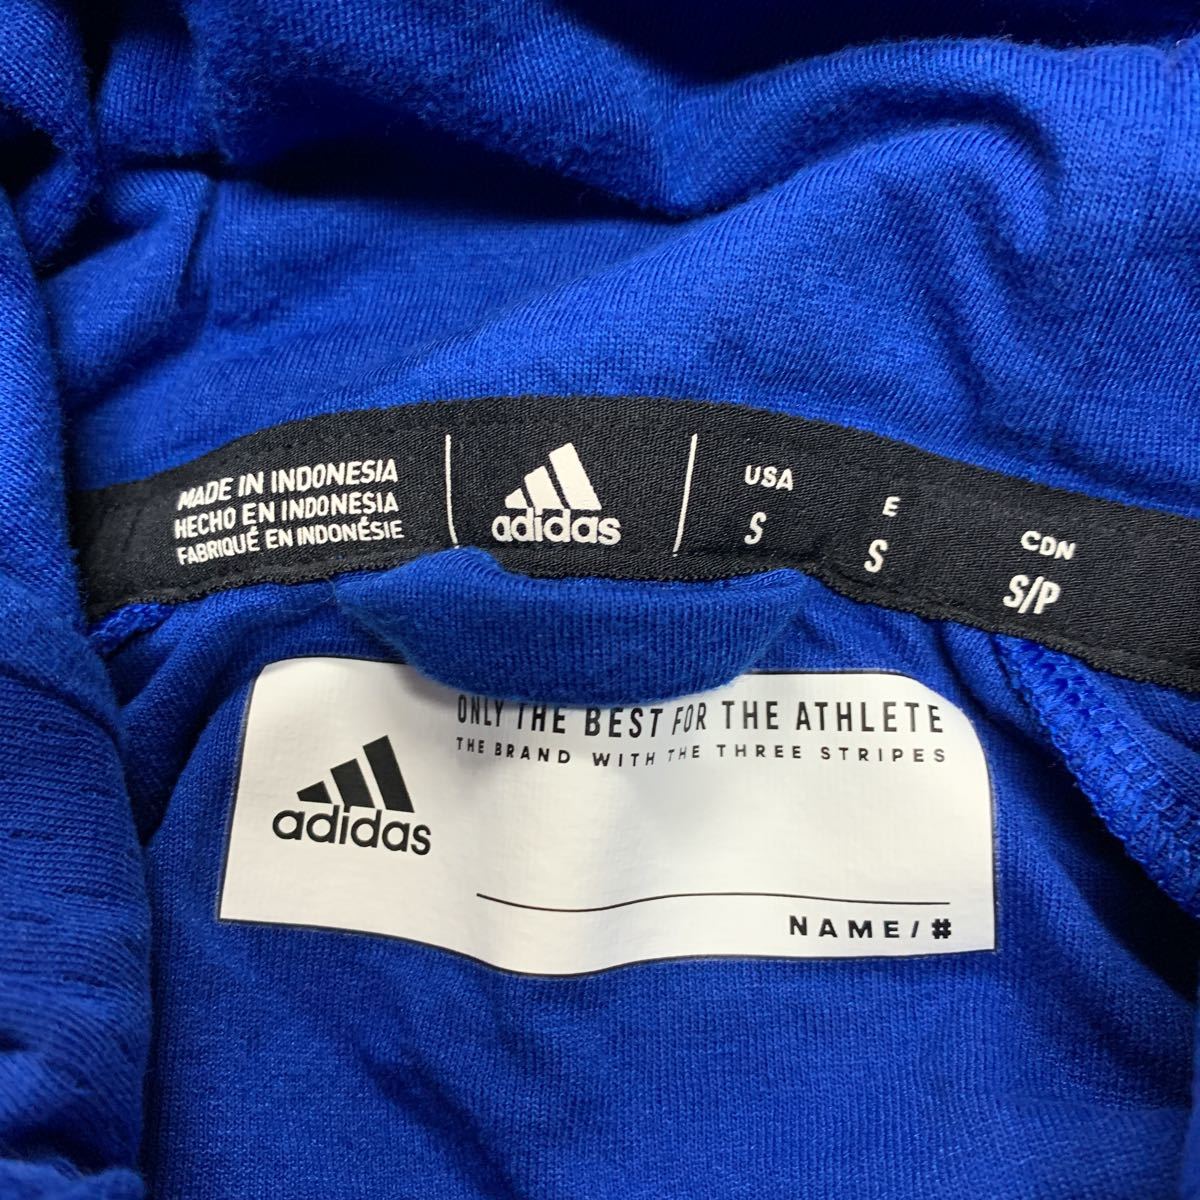 MADE IN INDONESIA
HECHO EN INDONESIA
FABRIQUÉ EN INDONÉSIE
adidas
USA
S
E
S
CDN
S/P
ONLY THE BEST FOR THE ATHLETE
THE BRAND WITH THE THREE STRIPES
adidas
NAME/#